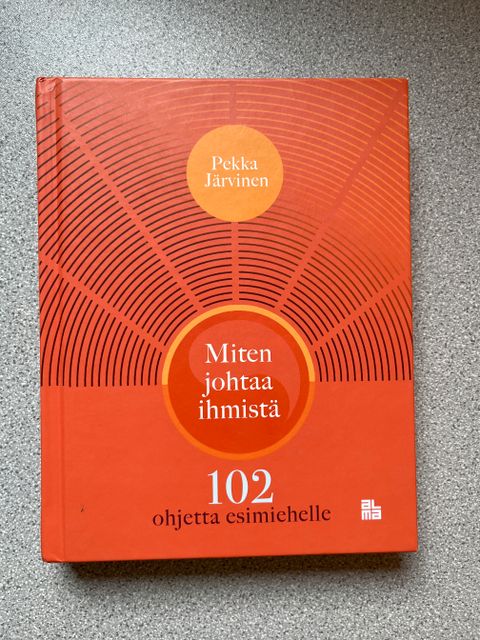 Pekka
Järvinen
Miten
johtaa
ihmistä
102
ohjetta esimiehelle
al
ma